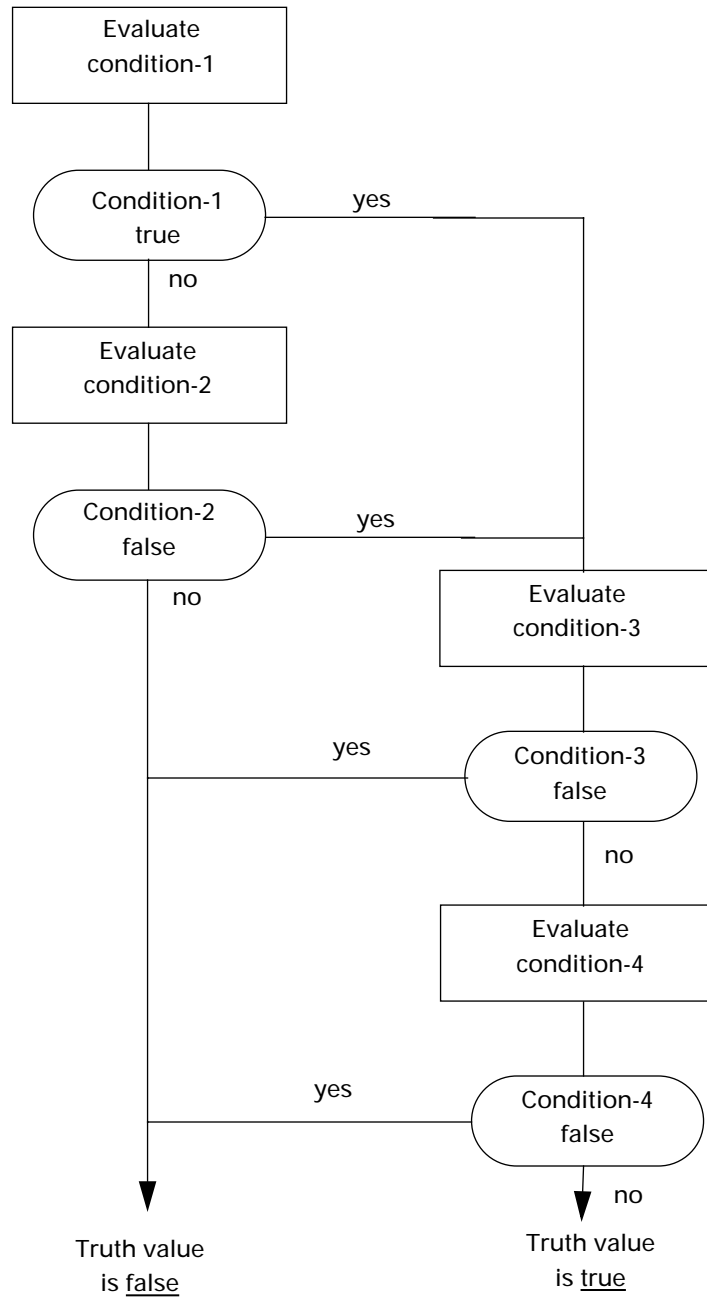 Evaluate
condition-1
Condition-1
true
yes
no
Evaluate
condition-2
Condition-2
false
yes
no
Evaluate
condition-3
Condition-3
false
yes
no
Evaluate
condition-4
Condition-4
false
yes
no
Truth value
is false
Truth value
is true